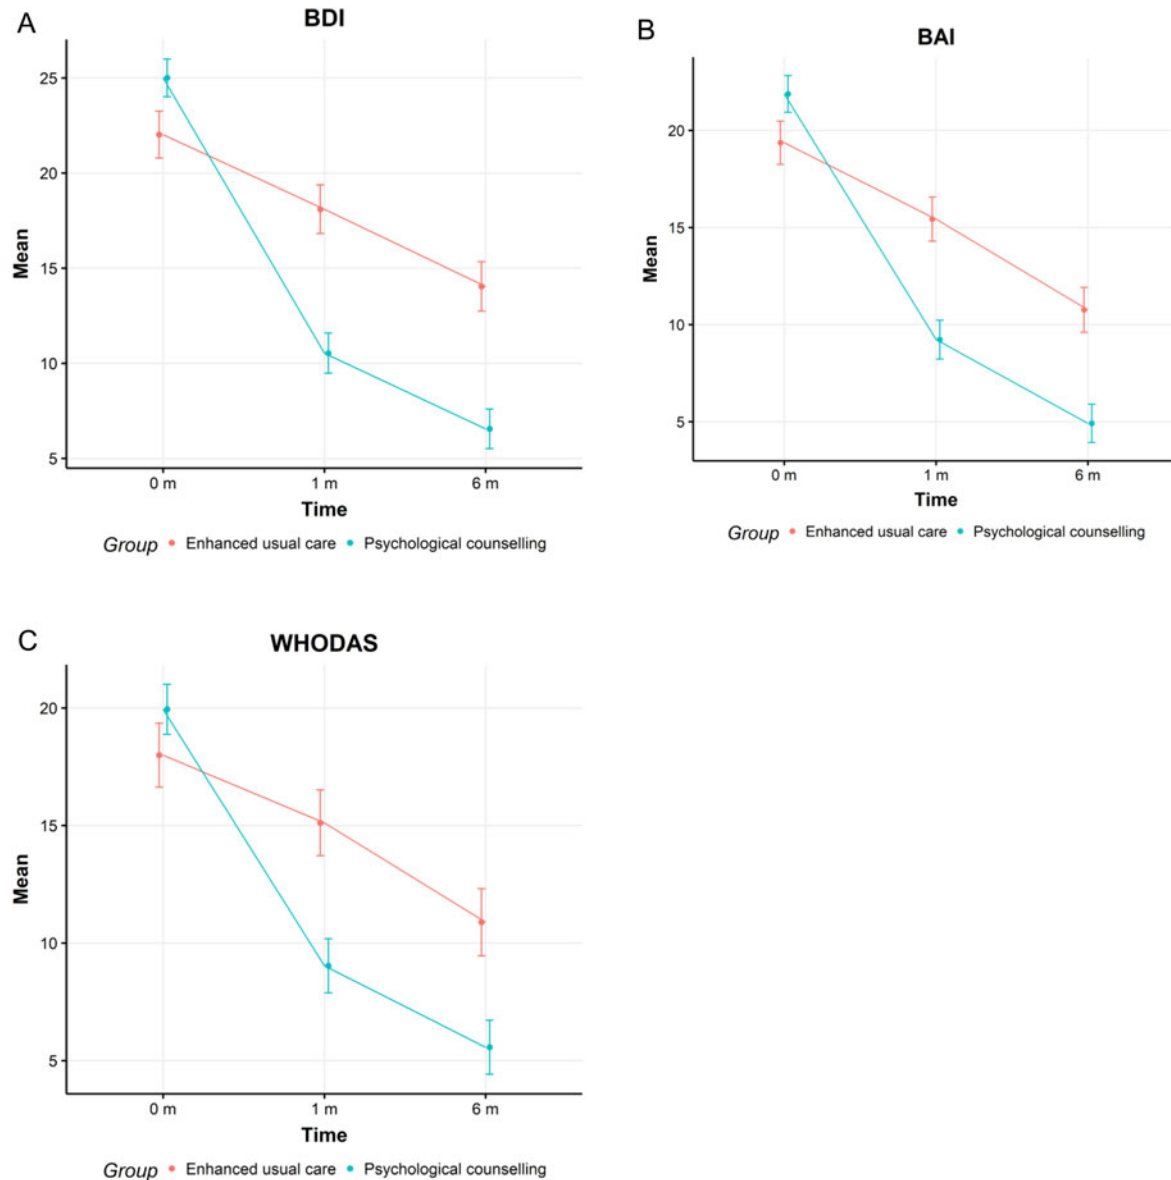 A
BDI
25
20
15
10
5
Mean
0 m 1 m 6 m
Time
Group Enhanced usual care Psychological counselling
B
BAI
20
15
10
5
Mean
0 m 1 m 6 m
Time
Group Enhanced usual care Psychological counselling
C
WHODAS
20
15
10
5
Mean
0 m 1 m 6 m
Time
Group Enhanced usual care Psychological counselling